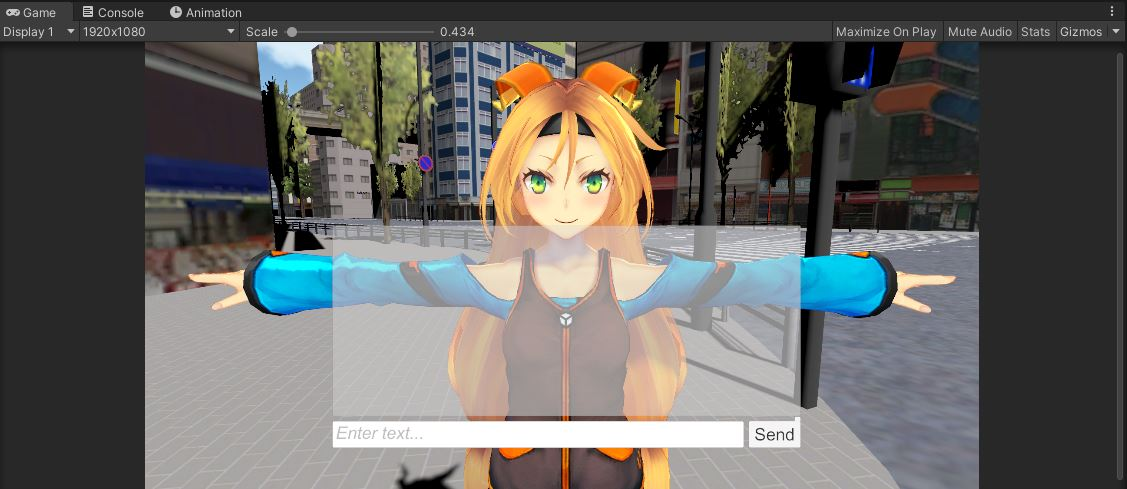 Game Console Animation
Display 1 1920x1080 Scale 0.434 Maximize On Play Mute Audio Stats Gizmos
Enter text... Send